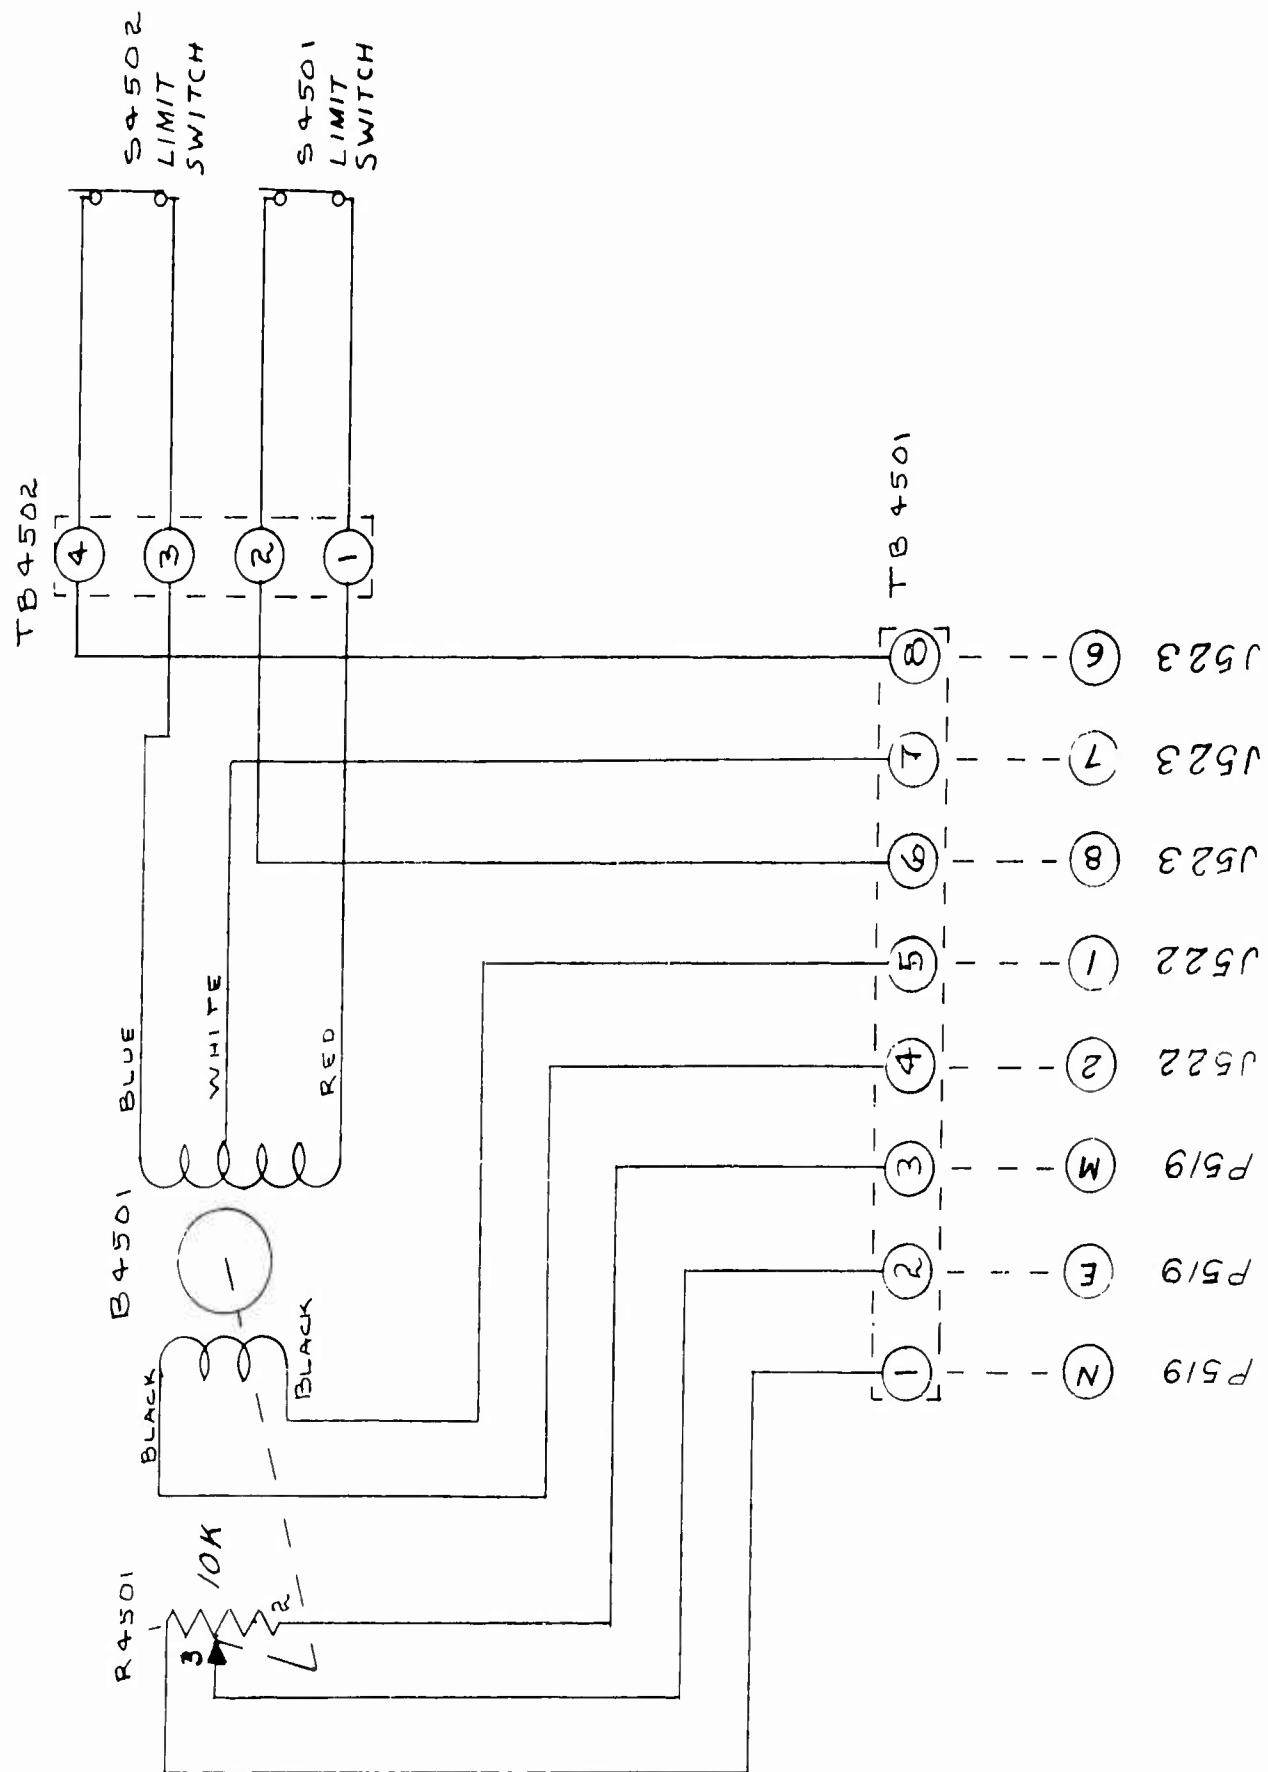 R4501
10K
3
2
B4501
BLACK
BLACK
BLUE
WHITE
RED
TB4502
4
3
2
1
S4502
LIMIT
SWITCH
S4501
LIMIT
SWITCH
TB4501
1
2
3
4
5
6
7
8
N
E
M
2
1
8
7
6
P519
P519
P519
J522
J522
J523
J523
J523